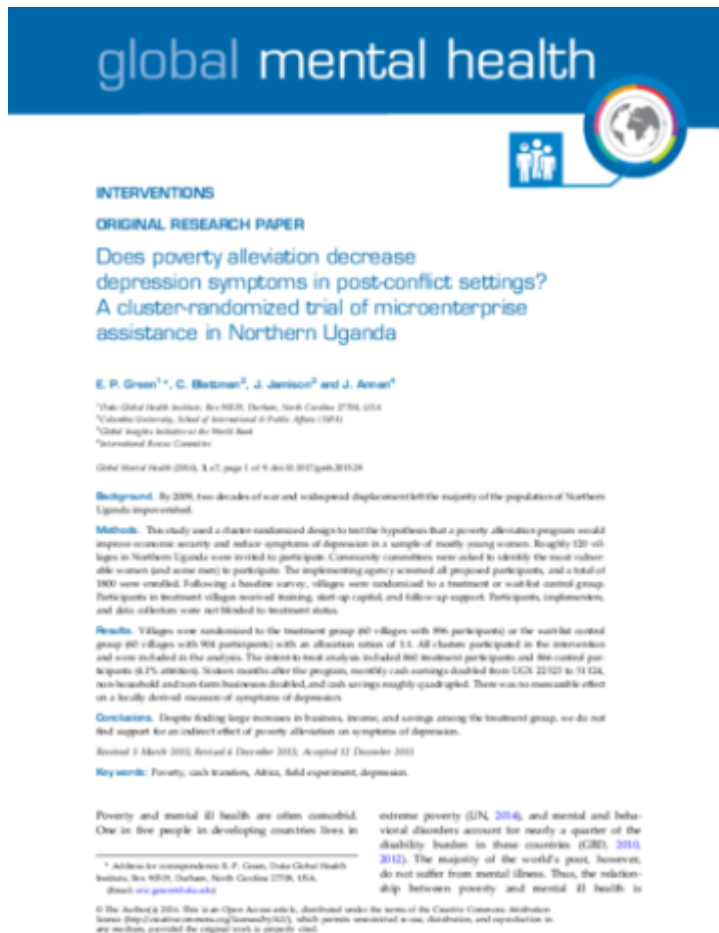 global mental health
INTERVENTIONS
ORIGINAL RESEARCH PAPER
Does poverty alleviation decrease
depression symptoms in post-conflict settings?
A cluster-randomized trial of microenterprise
assistance in Northern Uganda
E. P. Green1*, C. Blattman2, J. Jamison3 and J. Annan4
1Duke Global Health Institute, Box 90519, Durham, North Carolina 27708, USA
2Columbia University, School of International & Public Affairs (SIPA)
3Global Insights Initiative at the World Bank
4International Rescue Committee
Global Mental Health (2016), 3, e7, page 1 of 9. doi:10.1017/gmh.2015.28
Background. By 2009, two decades of war and widespread displacement left the majority of the population of Northern
Uganda impoverished.
Methods. This study used a cluster-randomized design to test the hypothesis that a poverty alleviation program would
improve economic security and reduce symptoms of depression in a sample of mostly young women. Roughly 120 vil-
lages in Northern Uganda were invited to participate. Community committees were asked to identify the most vulner-
able women (and some men) to participate. The implementing agency screened all proposed participants, and a total of
1800 were enrolled. Following a baseline survey, villages were randomized to a treatment or wait-list control group.
Participants in treatment villages received training, start-up capital, and follow-up support. Participants, implementers,
and data collectors were not blinded to treatment status.
Results. Villages were randomized to the treatment group (60 villages with 896 participants) or the wait-list control
group (60 villages with 904 participants) with an allocation ration of 1:1. All clusters participated in the intervention
and were included in the analysis. The intent-to-treat analysis included 860 treatment participants and 866 control par-
ticipants (4.1% attrition). Sixteen months after the program, monthly cash earnings doubled from UGX 22 523 to 51 124,
non-household and non-farm businesses doubled, and cash savings roughly quadrupled. There was no measurable effect
on a locally derived measure of symptoms of depression.
Conclusions. Despite finding large increases in business, income, and savings among the treatment group, we do not
find support for an indirect effect of poverty alleviation on symptoms of depression.
Received 5 March 2015; Revised 6 December 2015; Accepted 12 December 2015
Key words: Poverty, cash transfers, Africa, field experiment, depression.
Poverty and mental ill health are often comorbid.
One in five people in developing countries lives in
* Address for correspondence: E. P. Green, Duke Global Health
Institute, Box 90519, Durham, North Carolina 27708, USA.
(Email: eric.green@duke.edu)
extreme poverty (UN, 2014), and mental and beha-
vioral disorders account for nearly a quarter of the
disability burden in these countries (GBD, 2010,
2012). The majority of the world's poor, however,
do not suffer from mental illness. Thus, the relation-
ship between poverty and mental ill health is
© The Author(s) 2016. This is an Open Access article, distributed under the terms of the Creative Commons Attribution
licence (http://creativecommons.org/licenses/by/4.0/), which permits unrestricted re-use, distribution, and reproduction in
any medium, provided the original work is properly cited.